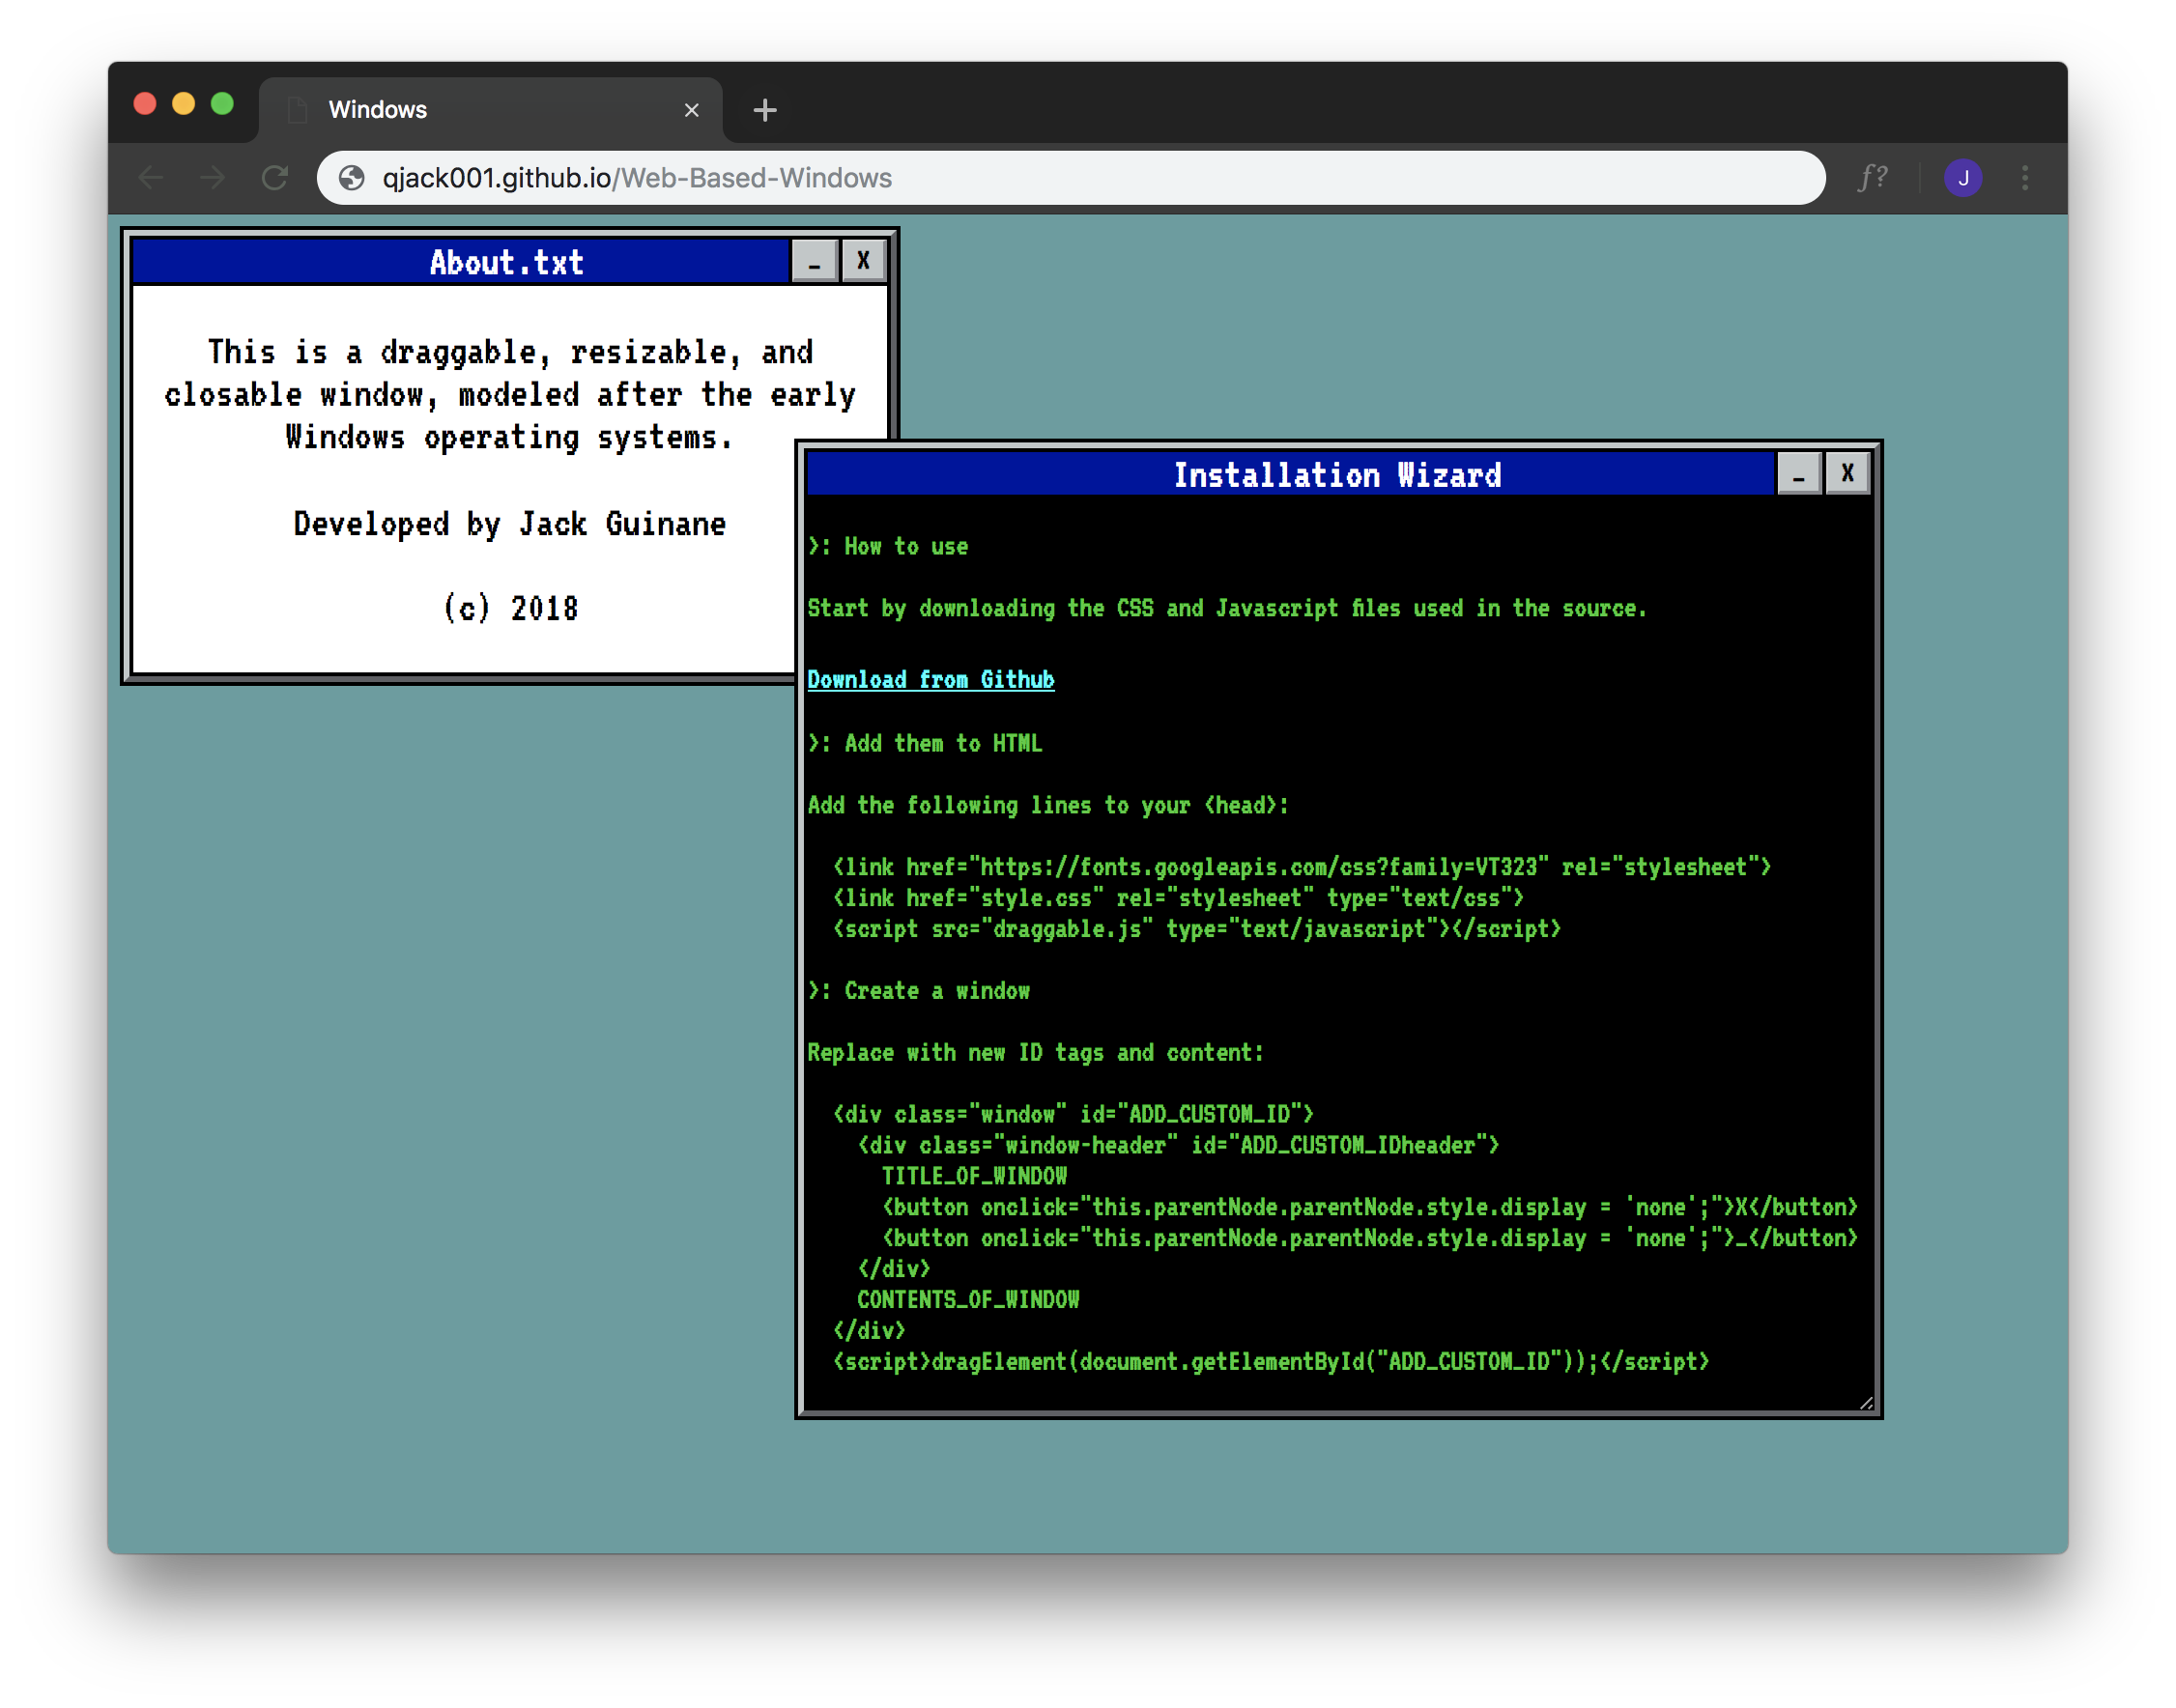 Windows
qjack001.github.io/Web-Based-Windows
f?
J
About.txt
_ X
This is a draggable, resizable, and
closable window, modeled after the early
Windows operating systems.
Developed by Jack Guinane
(c) 2018
Installation Wizard
_ X
>: How to use
Start by downloading the CSS and Javascript files used in the source.
Download from Github
>: Add them to HTML
Add the following lines to your <head>:
<link href="https://fonts.googleapis.com/css?family=VT323" rel="stylesheet">
<link href="style.css" rel="stylesheet" type="text/css">
<script src="draggable.js" type="text/javascript"></script>
>: Create a window
Replace with new ID tags and content:
<div class="window" id="ADD_CUSTOM_ID">
<div class="window-header" id="ADD_CUSTOM_IDheader">
TITLE_OF_WINDOW
<button onclick="this.parentNode.parentNode.style.display = 'none';">X</button>
<button onclick="this.parentNode.parentNode.style.display = 'none';">_</button>
</div>
CONTENTS_OF_WINDOW
</div>
<script>dragElement(document.getElementById("ADD_CUSTOM_ID"));</script>